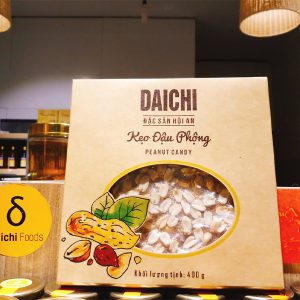 DAICHI
ĐẶC SẢN HỘI AN
Kẹo Đậu Phộng
PEANUT CANDY
Khối lượng tịnh: 400 g
δ
ichi Foods